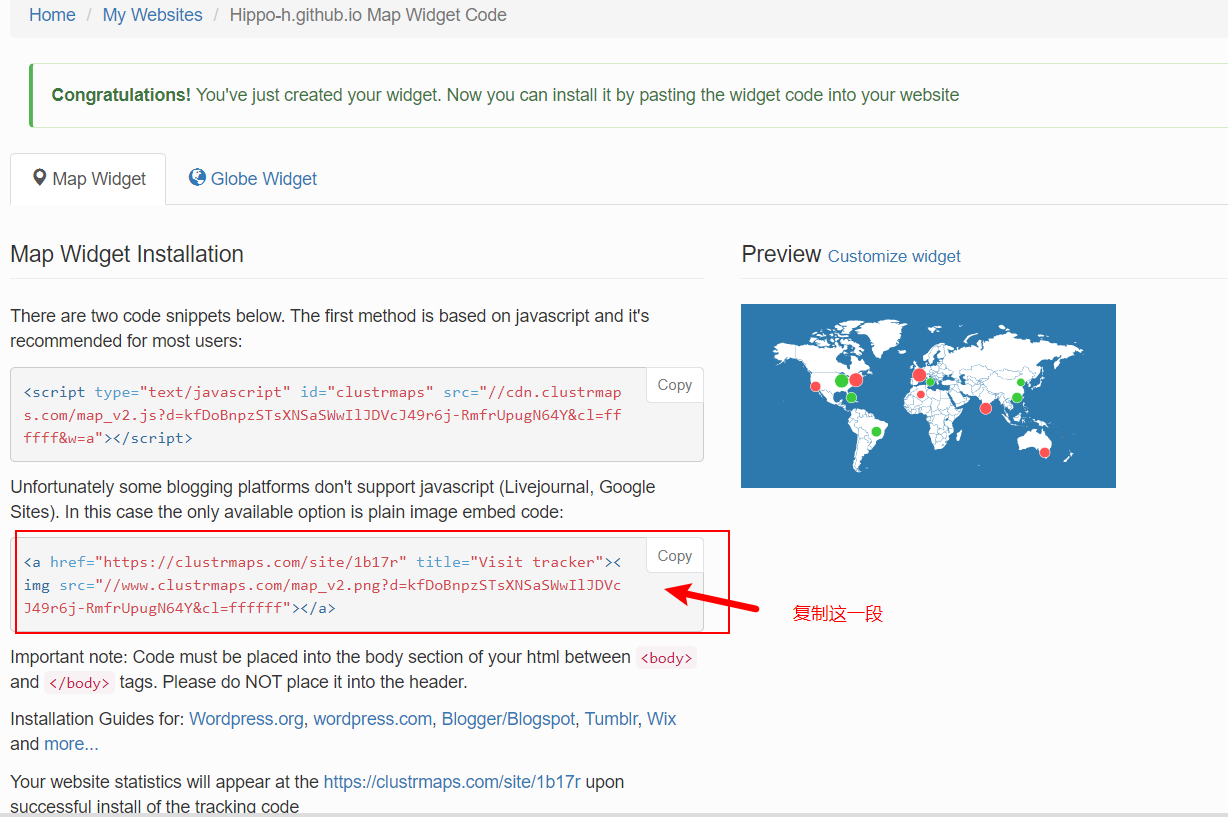 Home / My Websites / Hippo-h.github.io Map Widget Code
Congratulations! You've just created your widget. Now you can install it by pasting the widget code into your website
Map Widget Globe Widget
Map Widget Installation
Preview Customize widget
There are two code snippets below. The first method is based on javascript and it's
recommended for most users:
Copy
<script type="text/javascript" id="clustrmaps" src="//cdn.clustrmap
s.com/map_v2.js?d=kfDoBnpzSTsXNSaSWwIlJDVcJ49r6j-RmfrUpugN64Y&cl=ff
ffff&w=a"></script>
Unfortunately some blogging platforms don't support javascript (Livejournal, Google
Sites). In this case the only available option is plain image embed code:
Copy
<a href="https://clustrmaps.com/site/1b17r" title="Visit tracker"><
img src="//www.clustrmaps.com/map_v2.png?d=kfDoBnpzSTsXNSaSWwIlJDVc
J49r6j-RmfrUpugN64Y&cl=ffffff"></a>
复制这一段
Important note: Code must be placed into the body section of your html between <body>
and </body> tags. Please do NOT place it into the header.
Installation Guides for: Wordpress.org, wordpress.com, Blogger/Blogspot, Tumblr, Wix
and more...
Your website statistics will appear at the https://clustrmaps.com/site/1b17r upon
successful install of the tracking code